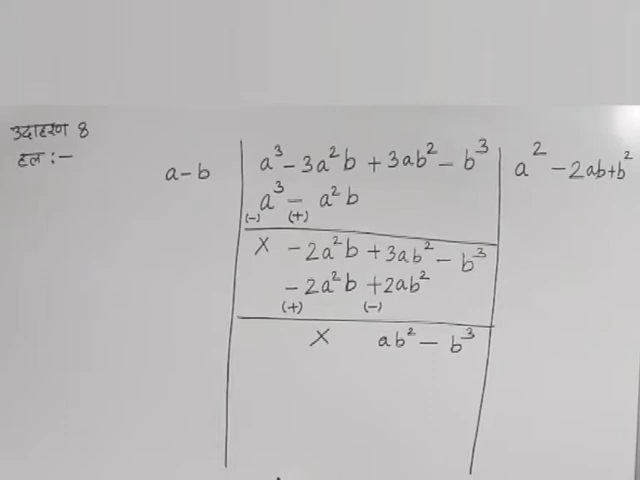 उदाहरण 8
हल :-
a-b | a³ - 3a²b + 3ab² - b³ | a² - 2ab+b²
a³ - a²b
(-) (+)
X - 2a²b + 3ab² - b³
- 2a²b + 2ab²
(+) (-)
X ab² - b³